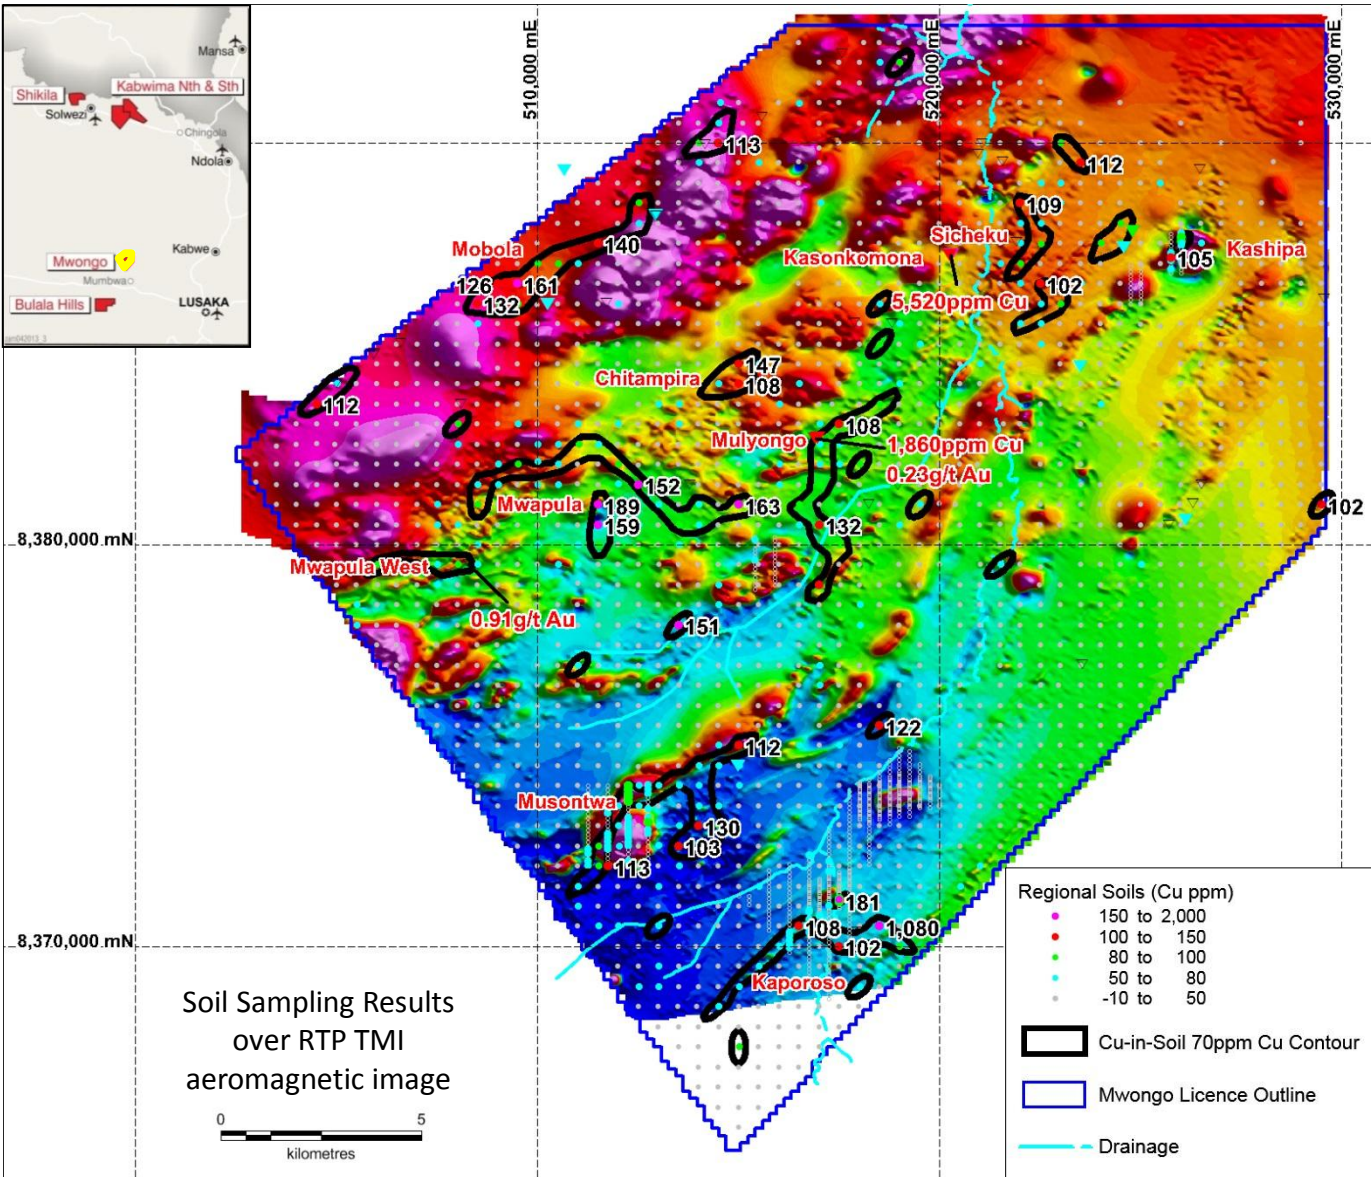 Mansa
Kabwima Nth & Sth
Shikila
Solwezi
Chingola
Ndola
Kabwe
Mwongo
Mumbwa
LUSAKA
Bulala Hills
510,000 mE
520,000 mE
530,000 mE
113
112
109
Mobola
140
Sicheku
Kashipa
105
Kasonkomona
126
161
132
102
5,520ppm Cu
147
Chitampira
108
112
108
Mulyongo
1,860ppm Cu
0.23g/t Au
152
Mwapula
189
163
159
132
102
8,380,000 mN
Mwapula West
0.91g/t Au
151
122
112
Musontwa
130
103
113
181
108
1,080
102
8,370,000 mN
Kaporoso
Soil Sampling Results
over RTP TMI
aeromagnetic image
0 5
kilometres
Regional Soils (Cu ppm)
150 to 2,000
100 to 150
80 to 100
50 to 80
-10 to 50
Cu-in-Soil 70ppm Cu Contour
Mwongo Licence Outline
Drainage